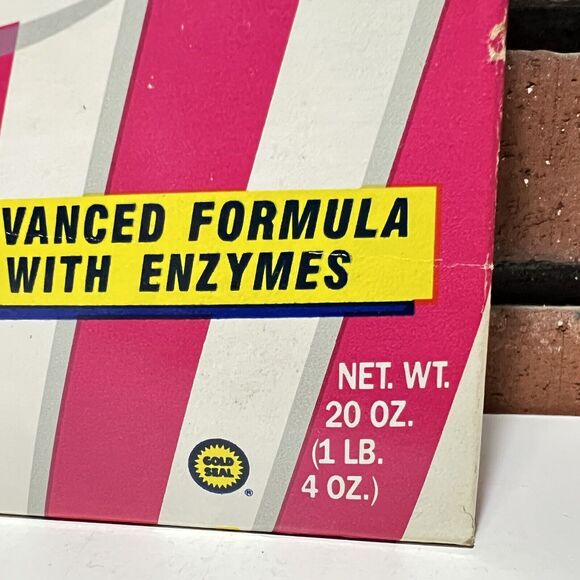 VANCED FORMULA
WITH ENZYMES
NET. WT.
20 OZ.
(1 LB.
4 OZ.)
GOLD
SEAL
®